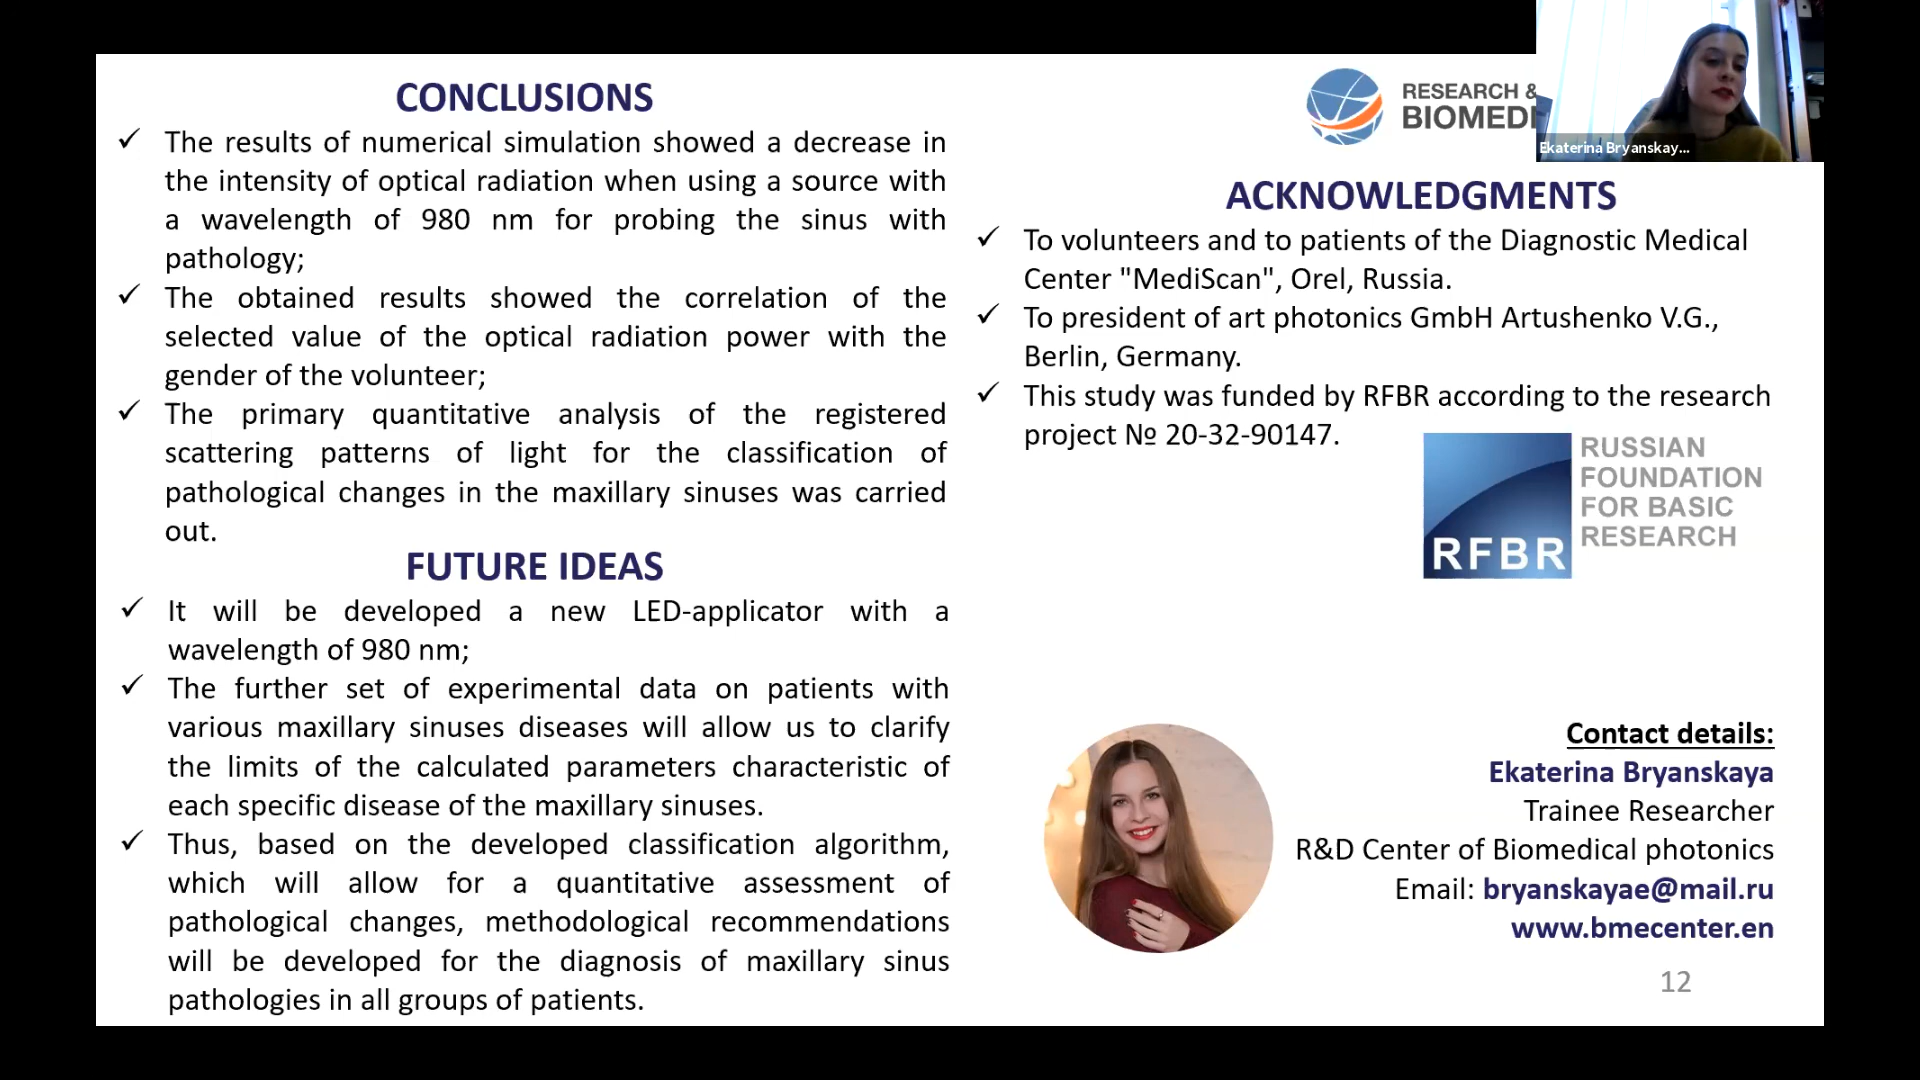 CONCLUSIONS
✓ The results of numerical simulation showed a decrease in
the intensity of optical radiation when using a source with
a wavelength of 980 nm for probing the sinus with
pathology;
✓ The obtained results showed the correlation of the
selected value of the optical radiation power with the
gender of the volunteer;
✓ The primary quantitative analysis of the registered
scattering patterns of light for the classification of
pathological changes in the maxillary sinuses was carried
out.
FUTURE IDEAS
✓ It will be developed a new LED-applicator with a
wavelength of 980 nm;
✓ The further set of experimental data on patients with
various maxillary sinuses diseases will allow us to clarify
the limits of the calculated parameters characteristic of
each specific disease of the maxillary sinuses.
✓ Thus, based on the developed classification algorithm,
which will allow for a quantitative assessment of
pathological changes, methodological recommendations
will be developed for the diagnosis of maxillary sinus
pathologies in all groups of patients.
RESEARCH &
BIOMEDI
Ekaterina Bryanskay...
ACKNOWLEDGMENTS
✓ To volunteers and to patients of the Diagnostic Medical
Center "MediScan", Orel, Russia.
✓ To president of art photonics GmbH Artushenko V.G.,
Berlin, Germany.
✓ This study was funded by RFBR according to the research
project № 20-32-90147.
RFBR
RUSSIAN
FOUNDATION
FOR BASIC
RESEARCH
Contact details:
Ekaterina Bryanskaya
Trainee Researcher
R&D Center of Biomedical photonics
Email: bryanskayae@mail.ru
www.bmecenter.en
12